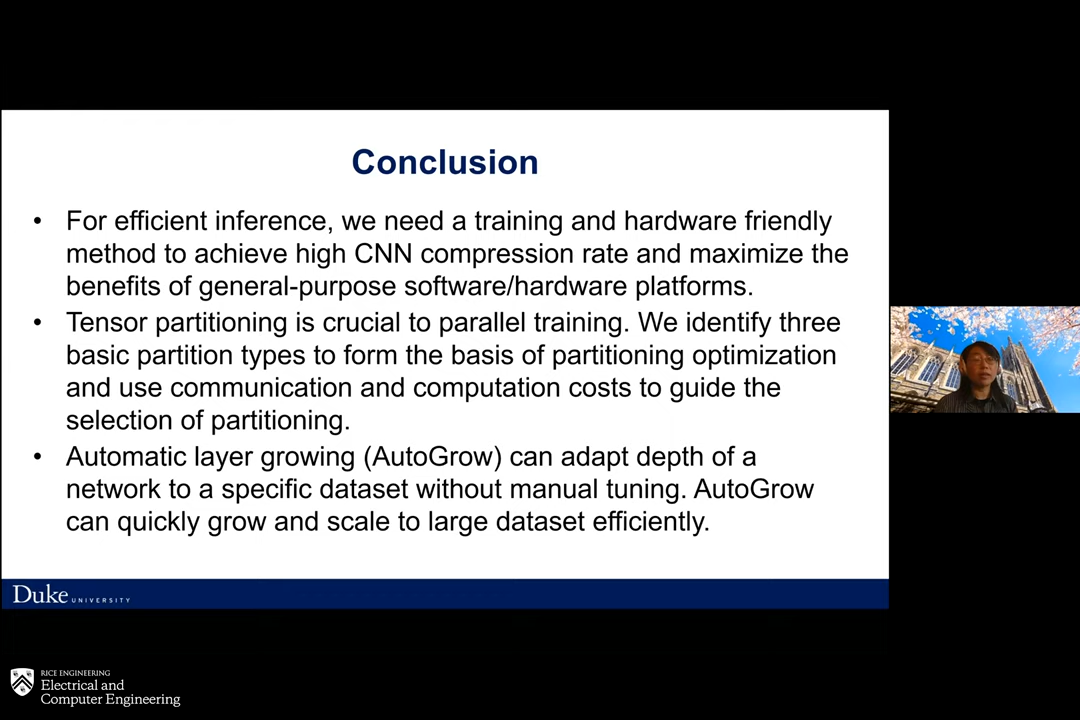 Conclusion
• For efficient inference, we need a training and hardware friendly
method to achieve high CNN compression rate and maximize the
benefits of general-purpose software/hardware platforms.
• Tensor partitioning is crucial to parallel training. We identify three
basic partition types to form the basis of partitioning optimization
and use communication and computation costs to guide the
selection of partitioning.
• Automatic layer growing (AutoGrow) can adapt depth of a
network to a specific dataset without manual tuning. AutoGrow
can quickly grow and scale to large dataset efficiently.
Duke UNIVERSITY
RICE ENGINEERING
Electrical and
Computer Engineering